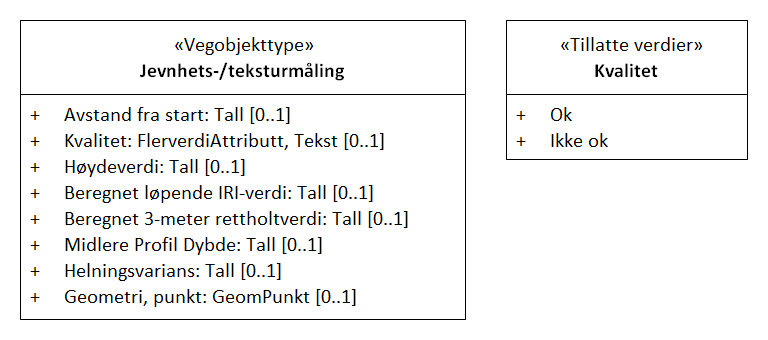 «Vegobjekttype»
Jevnhets-/teksturmåling
+ Avstand fra start: Tall [0..1]
+ Kvalitet: FlerverdiAttributt, Tekst [0..1]
+ Høydeverdi: Tall [0..1]
+ Beregnet løpende IRI-verdi: Tall [0..1]
+ Beregnet 3-meter rettholtverdi: Tall [0..1]
+ Midlere Profil Dybde: Tall [0..1]
+ Helningsvarians: Tall [0..1]
+ Geometri, punkt: GeomPunkt [0..1]
«Tillatte verdier»
Kvalitet
+ Ok
+ Ikke ok